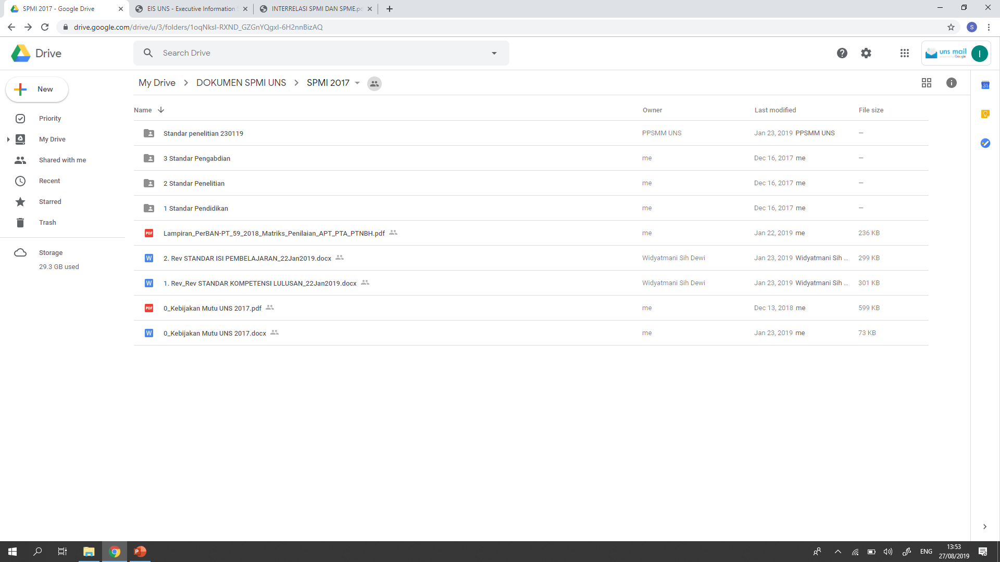 SPMI 2017 - Google Drive
EIS UNS - Executive Information
INTERRELASI SPMI DAN SPME.p
drive.google.com/drive/u/3/folders/1oqNksI-RXND_GZGnYQgxI-6H2nnBizAQ
S
Drive
Search Drive
uns mail
Google
I
New
My Drive
DOKUMEN SPMI UNS
SPMI 2017
31
Priority
My Drive
Shared with me
Recent
Starred
Trash
Storage
29.3 GB used
Name Owner Last modified File size
Standar penelitian 230119 PPSMM UNS Jan 23, 2019 PPSMM UNS —
3 Standar Pengabdian me Dec 16, 2017 me —
2 Standar Penelitian me Dec 16, 2017 me —
1 Standar Pendidikan me Dec 16, 2017 me —
PDF Lampiran_PerBAN-PT_59_2018_Matriks_Penilaian_APT_PTA_PTNBH.pdf me Jan 22, 2019 me 236 KB
W 2. Rev STANDAR ISI PEMBELAJARAN_22Jan2019.docx Widyatmani Sih Dewi Jan 23, 2019 Widyatmani Sih ... 299 KB
W 1. Rev_Rev STANDAR KOMPETENSI LULUSAN_22Jan2019.docx Widyatmani Sih Dewi Jan 23, 2019 Widyatmani Sih ... 301 KB
PDF 0_Kebijakan Mutu UNS 2017.pdf me Dec 13, 2018 me 599 KB
W 0_Kebijakan Mutu UNS 2017.docx me Jan 23, 2019 me 73 KB
P
ENG
13:53
27/08/2019